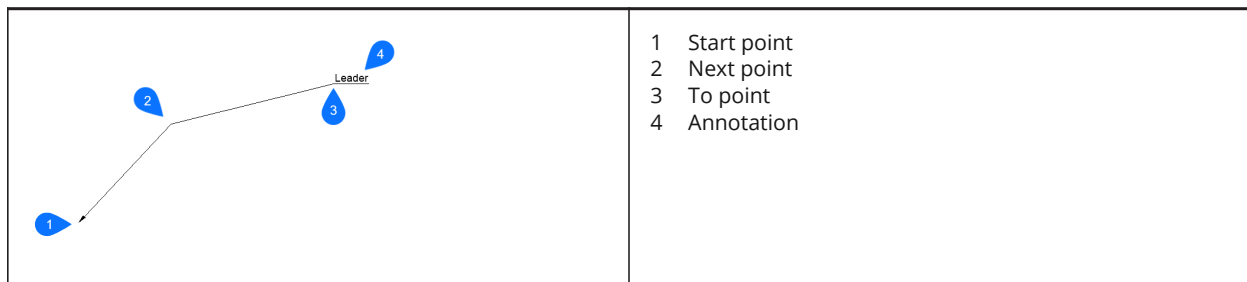 4
Leader
2
3
1
1 Start point
2 Next point
3 To point
4 Annotation